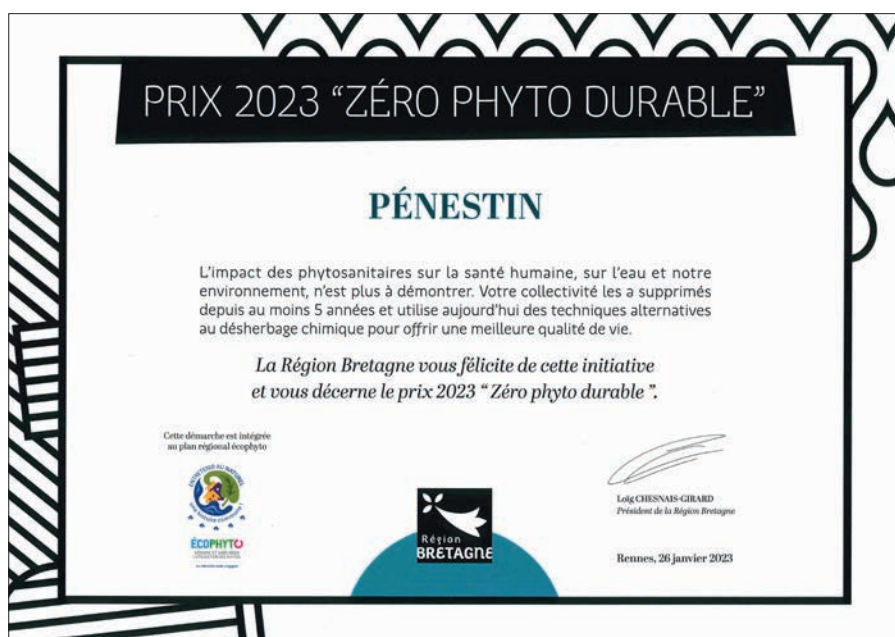 PRIX 2023 “ZÉRO PHYTO DURABLE”
PÉNESTIN
L’impact des phytosanitaires sur la santé humaine, sur l’eau et notre
environnement, n’est plus à démontrer. Votre collectivité les a supprimés
depuis au moins 5 années et utilise aujourd’hui des techniques alternatives
au désherbage chimique pour offrir une meilleure qualité de vie.
La Région Bretagne vous félicite de cette initiative
et vous décerne le prix 2023 “ Zéro phyto durable ”.
Cette démarche est intégrée
au plan régional écophyto
ENTRETENIR AU NATUREL
ÉCOPHYTO
Région
BRETAGNE
Loïg CHESNAIS-GIRARD
Président de la Région Bretagne
Rennes, 26 janvier 2023